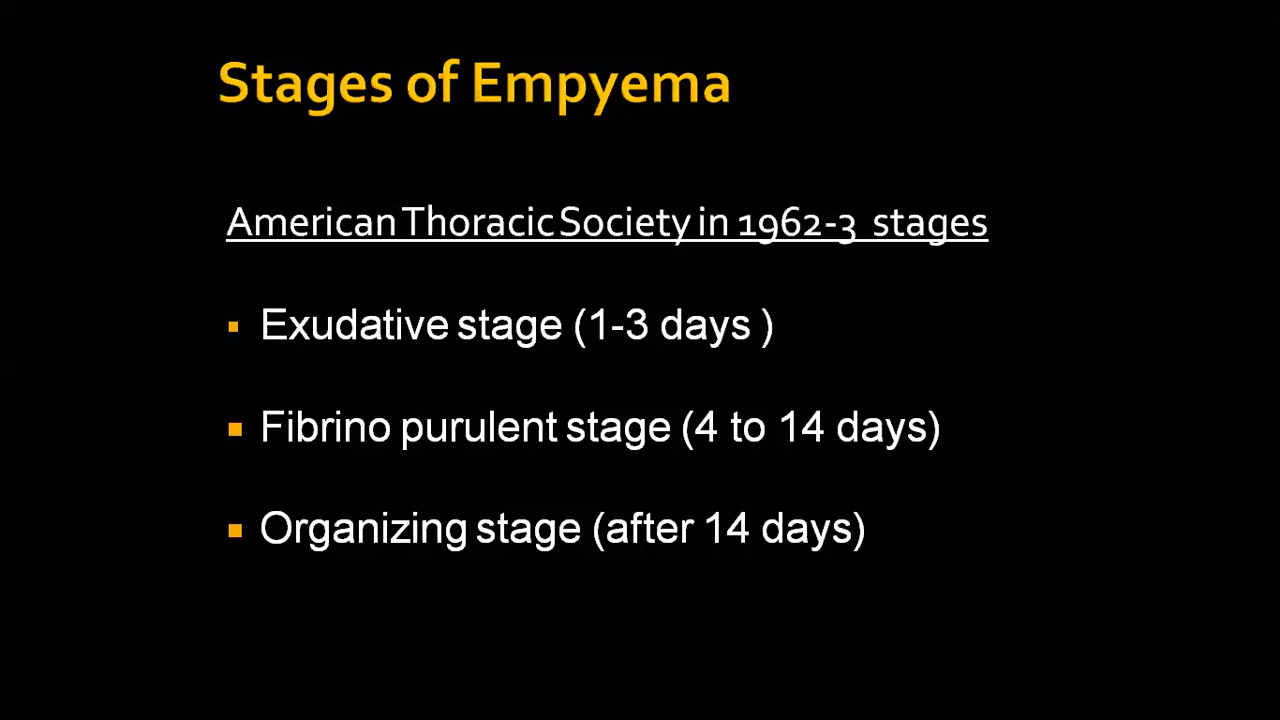 Stages of Empyema
American Thoracic Society in 1962-3 stages
▪ Exudative stage (1-3 days )
▪ Fibrino purulent stage (4 to 14 days)
▪ Organizing stage (after 14 days)